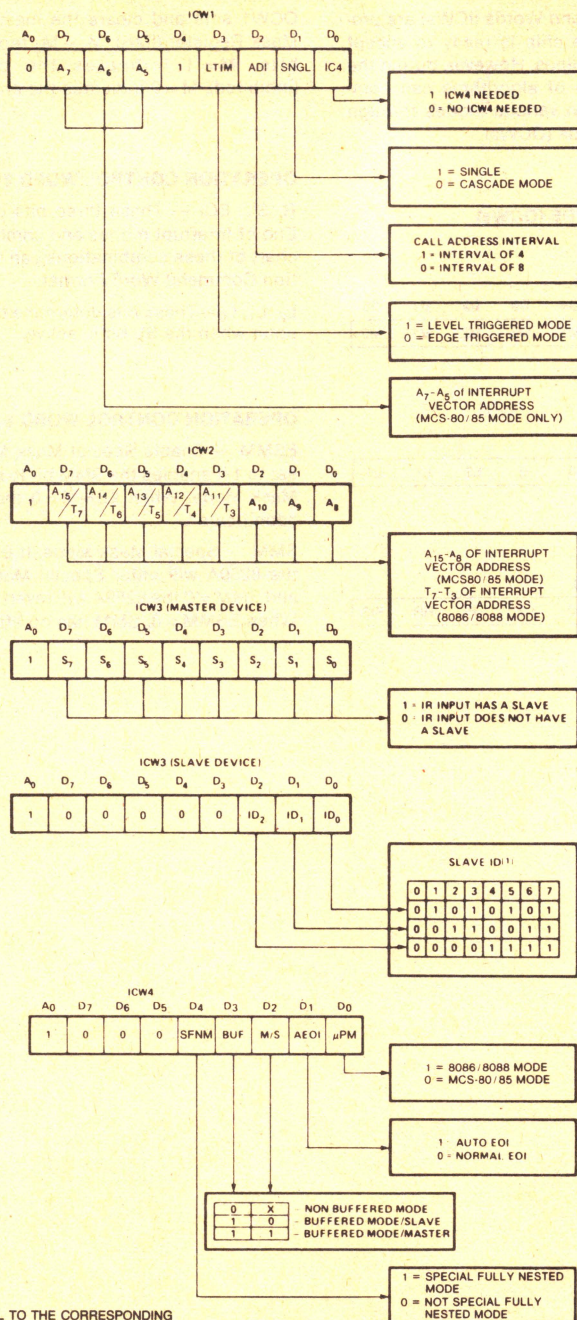 ICW1
A0 D7 D6 D5 D4 D3 D2 D1 D0
0 A7 A6 A5 1 LTIM ADI SNGL IC4
1 ICW4 NEEDED
0 = NO ICW4 NEEDED
1 = SINGLE
0 = CASCADE MODE
CALL ADDRESS INTERVAL
1 = INTERVAL OF 4
0 = INTERVAL OF 8
1 = LEVEL TRIGGERED MODE
0 = EDGE TRIGGERED MODE
A7-A5 of INTERRUPT
VECTOR ADDRESS
(MCS-80/85 MODE ONLY)
ICW2
A0 D7 D6 D5 D4 D3 D2 D1 D0
1 A15/T7 A14/T6 A13/T5 A12/T4 A11/T3 A10 A9 A8
A15-A8 OF INTERRUPT
VECTOR ADDRESS
(MCS80/85 MODE)
T7-T3 OF INTERRUPT
VECTOR ADDRESS
(8086/8088 MODE)
ICW3 (MASTER DEVICE)
A0 D7 D6 D5 D4 D3 D2 D1 D0
1 S7 S6 S5 S4 S3 S2 S1 S0
1 = IR INPUT HAS A SLAVE
0 = IR INPUT DOES NOT HAVE
A SLAVE
ICW3 (SLAVE DEVICE)
A0 D7 D6 D5 D4 D3 D2 D1 D0
1 0 0 0 0 0 ID2 ID1 ID0
SLAVE ID(1)
0 1 2 3 4 5 6 7
0 1 0 1 0 1 0 1
0 0 1 1 0 0 1 1
0 0 0 0 1 1 1 1
ICW4
A0 D7 D6 D5 D4 D3 D2 D1 D0
1 0 0 0 SFNM BUF M/S AEOI µPM
1 = 8086/8088 MODE
0 = MCS-80/85 MODE
1 AUTO EOI
0 = NORMAL EOI
0 X - NON BUFFERED MODE
1 0 - BUFFERED MODE/SLAVE
1 1 - BUFFERED MODE/MASTER
1 = SPECIAL FULLY NESTED
MODE
0 = NOT SPECIAL FULLY
NESTED MODE
L TO THE CORRESPONDING